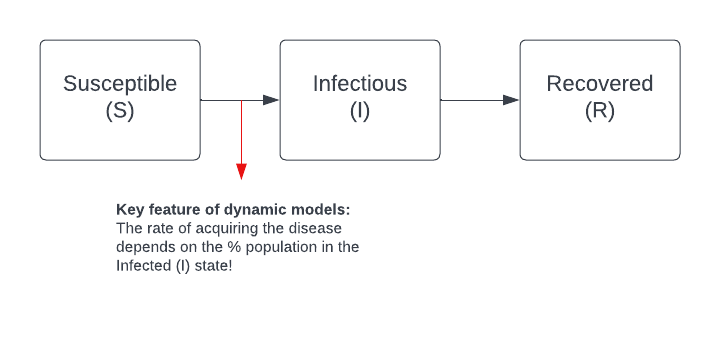 Susceptible
(S)
Infectious
(I)
Recovered
(R)
Key feature of dynamic models:
The rate of acquiring the disease
depends on the % population in the
Infected (I) state!